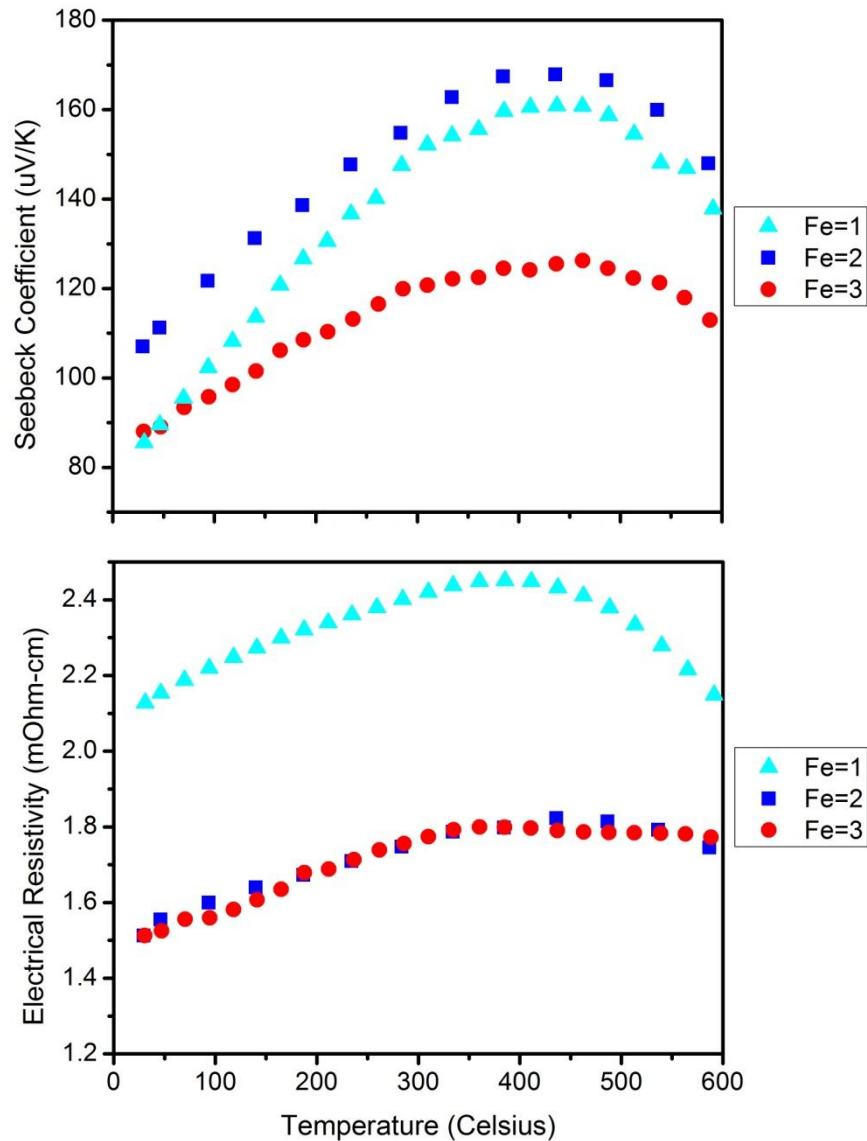 180
160
140
120
100
80
Seebeck Coefficient (uV/K)
Fe=1
Fe=2
Fe=3
2.4
2.2
2.0
1.8
1.6
1.4
1.2
Electrical Resistivity (mOhm-cm)
Fe=1
Fe=2
Fe=3
0 100 200 300 400 500 600
Temperature (Celsius)